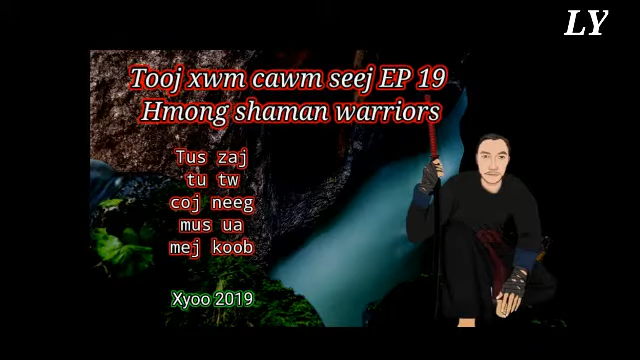 LY
Tooj xwm cawm seej EP 19
Hmong shaman warriors
Tus zaj
tu tw
coj neeg
mus ua
mej koob
Xyoo 2019